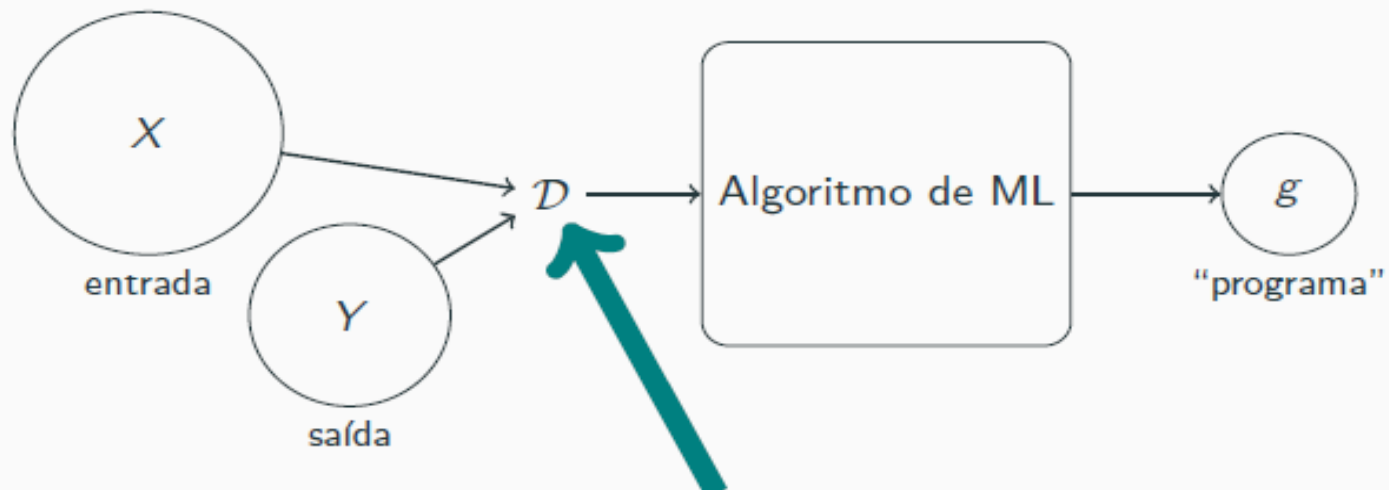 X
entrada
Y
saída
𝒟
Algoritmo de ML
g
“programa”